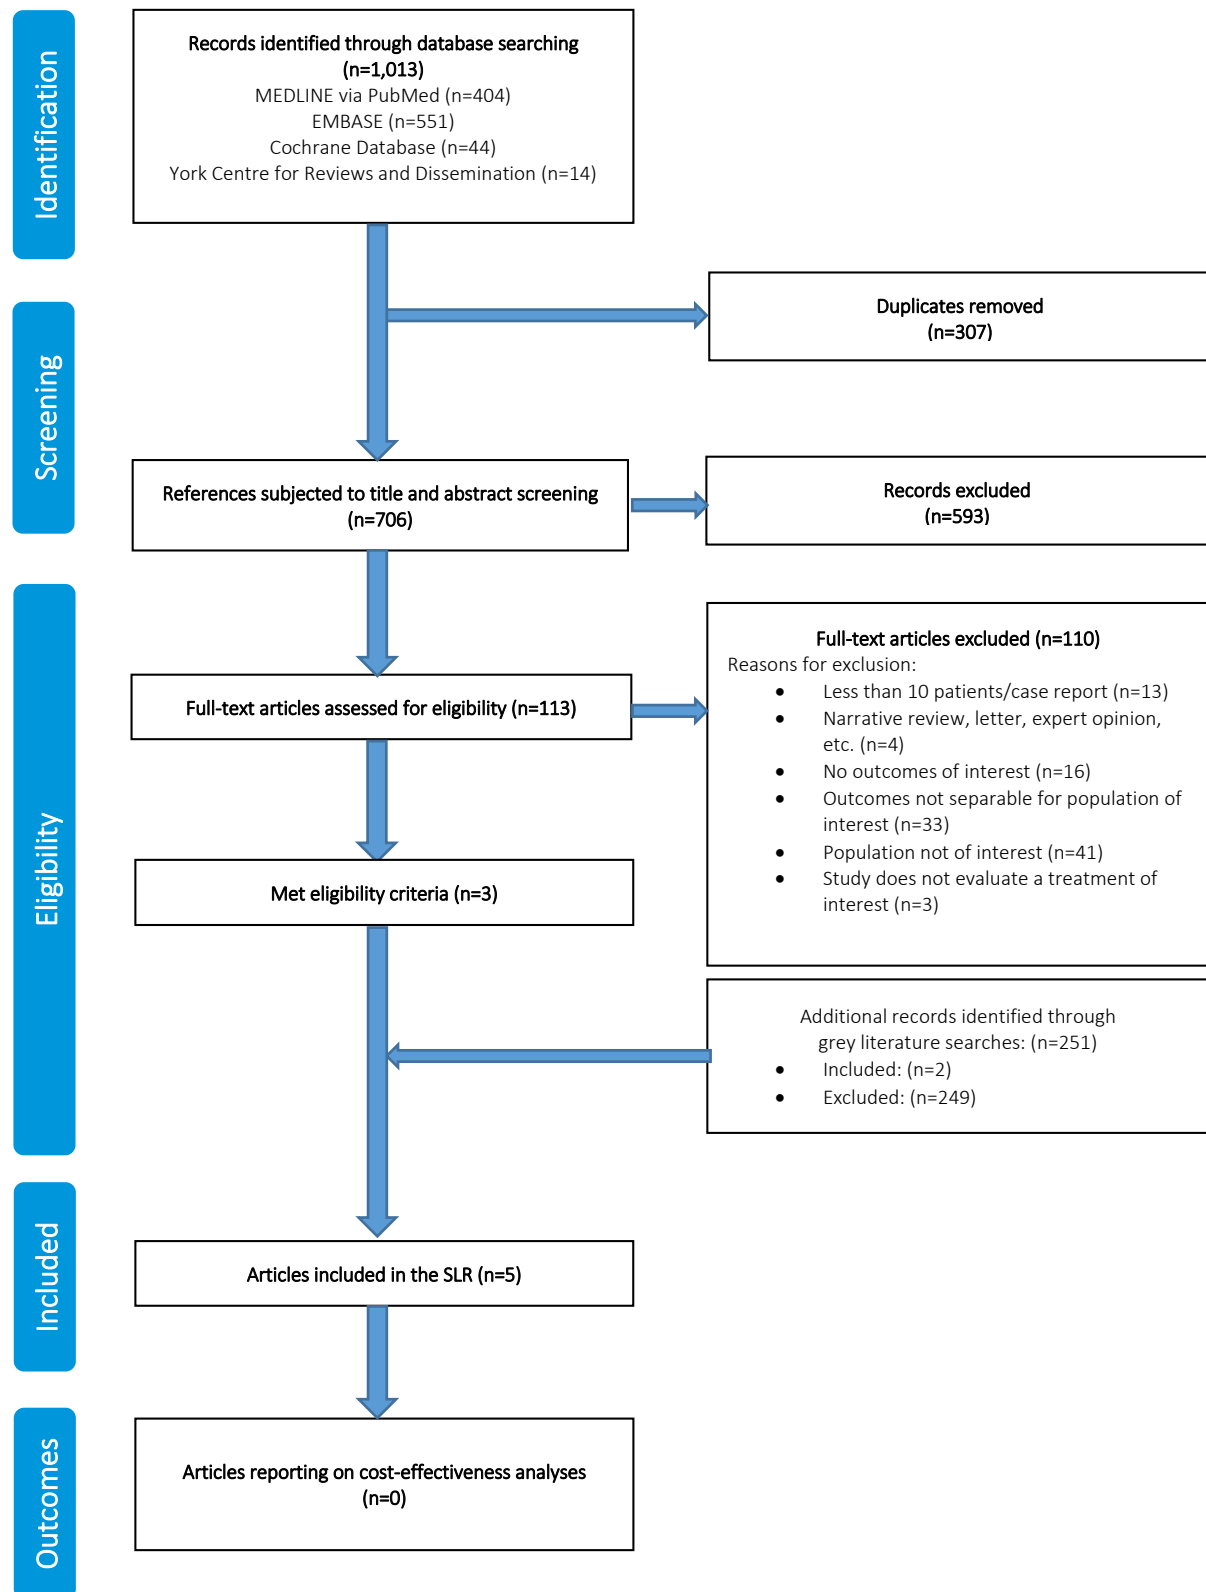 Identification
Records identified through database searching
(n=1,013)
MEDLINE via PubMed (n=404)
EMBASE (n=551)
Cochrane Database (n=44)
York Centre for Reviews and Dissemination (n=14)
Screening
Duplicates removed
(n=307)
References subjected to title and abstract screening
(n=706)
Records excluded
(n=593)
Eligibility
Full-text articles assessed for eligibility (n=113)
Full-text articles excluded (n=110)
Reasons for exclusion:
• Less than 10 patients/case report (n=13)
• Narrative review, letter, expert opinion,
etc. (n=4)
• No outcomes of interest (n=16)
• Outcomes not separable for population of
interest (n=33)
• Population not of interest (n=41)
• Study does not evaluate a treatment of
interest (n=3)
Met eligibility criteria (n=3)
Additional records identified through
grey literature searches: (n=251)
• Included: (n=2)
• Excluded: (n=249)
Included
Articles included in the SLR (n=5)
Outcomes
Articles reporting on cost-effectiveness analyses
(n=0)